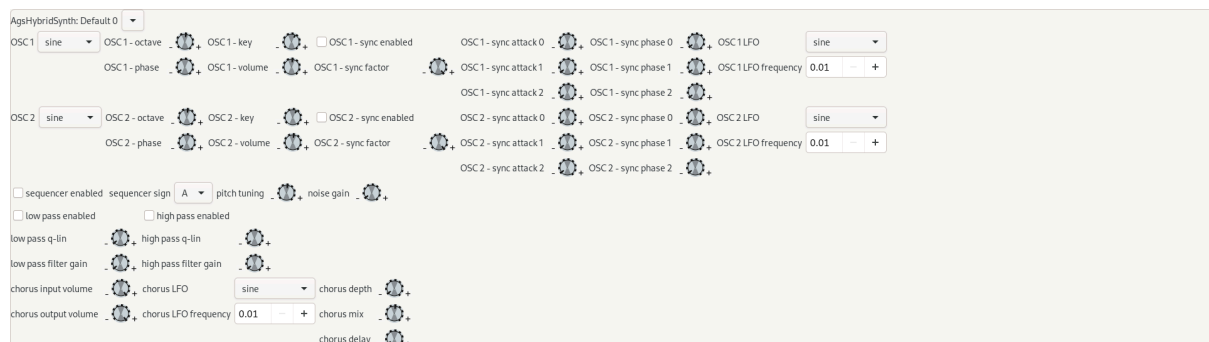 AgsHybridSynth: Default 0
OSC 1 sine OSC 1 - octave - + OSC 1 - key - + OSC 1 - sync enabled OSC 1 - sync attack 0 - + OSC 1 - sync phase 0 - + OSC 1 LFO sine
OSC 1 - phase - + OSC 1 - volume - + OSC 1 - sync factor - + OSC 1 - sync attack 1 - + OSC 1 - sync phase 1 - + OSC 1 LFO frequency 0.01 - +
OSC 1 - sync attack 2 - + OSC 1 - sync phase 2 - +
OSC 2 sine OSC 2 - octave - + OSC 2 - key - + OSC 2 - sync enabled OSC 2 - sync attack 0 - + OSC 2 - sync phase 0 - + OSC 2 LFO sine
OSC 2 - phase - + OSC 2 - volume - + OSC 2 - sync factor - + OSC 2 - sync attack 1 - + OSC 2 - sync phase 1 - + OSC 2 LFO frequency 0.01 - +
OSC 2 - sync attack 2 - + OSC 2 - sync phase 2 - +
sequencer enabled sequencer sign A pitch tuning - + noise gain - +
low pass enabled high pass enabled
low pass q-lin - + high pass q-lin - +
low pass filter gain - + high pass filter gain - +
chorus input volume - + chorus LFO sine chorus depth - +
chorus output volume - + chorus LFO frequency 0.01 - + chorus mix - +
chorus delay - +